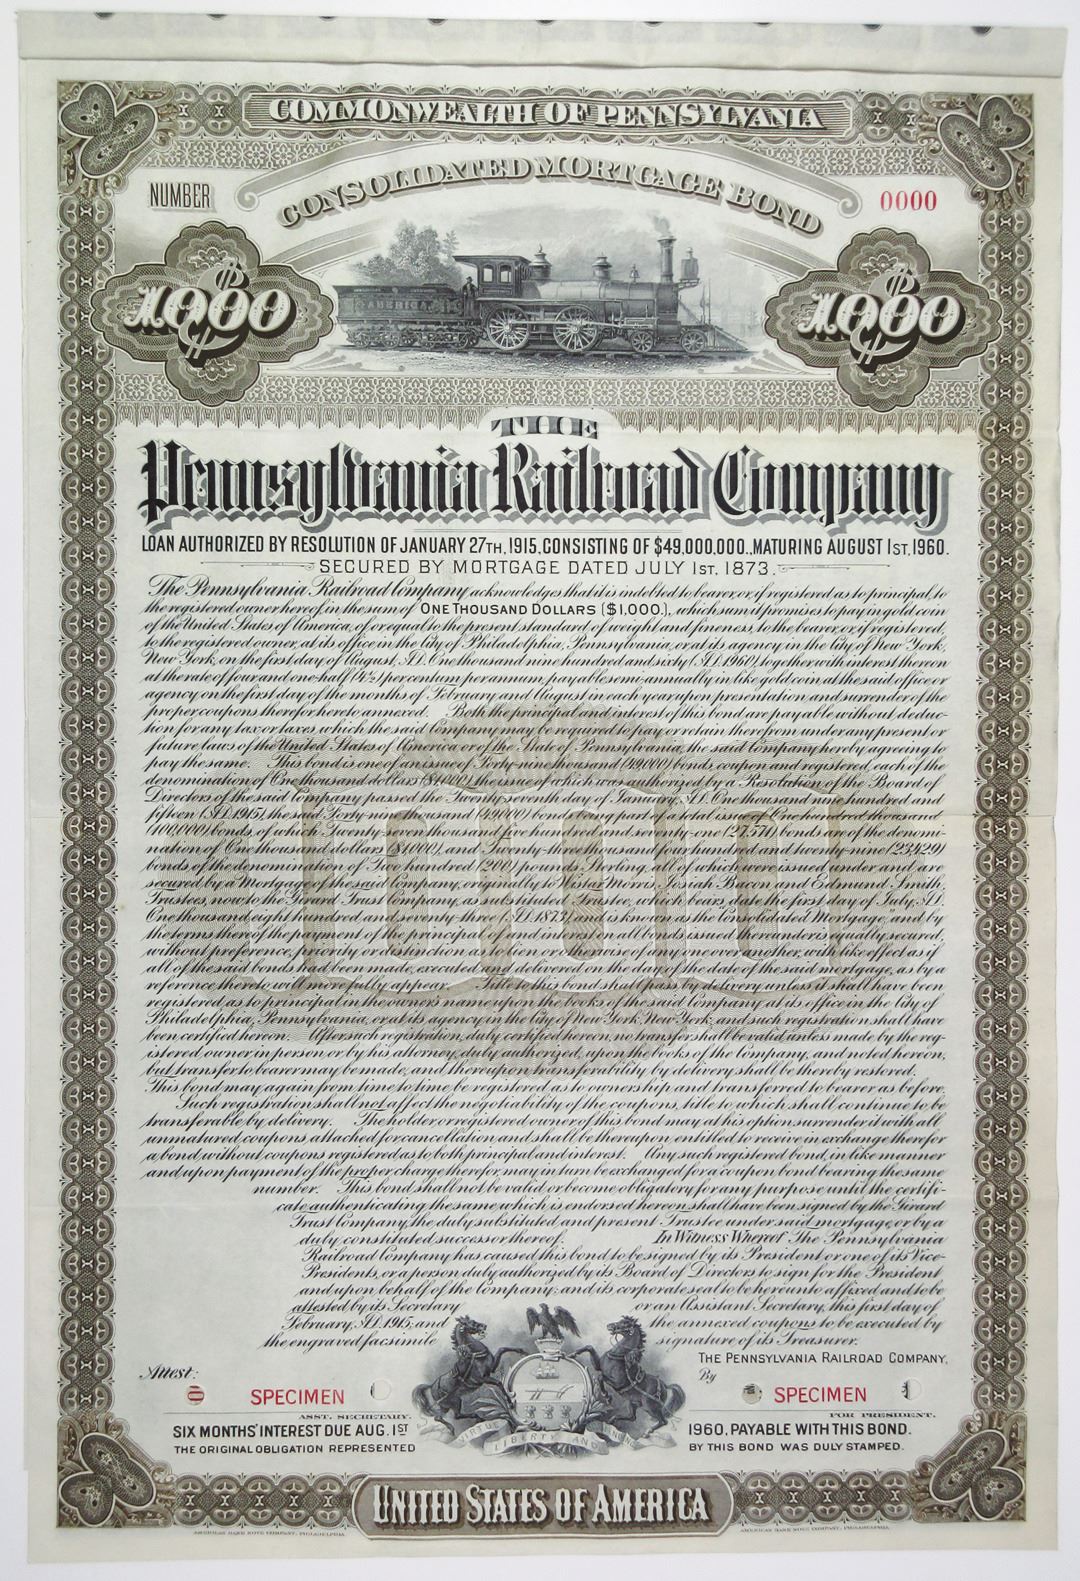 COMMONWEALTH OF PENNSYLVANIA
CONSOLIDATED MORTGAGE BOND
NUMBER
0000
$1000
$1000
THE
Pennsylvania Railroad Company
LOAN AUTHORIZED BY RESOLUTION OF JANUARY 27TH, 1915, CONSISTING OF $49,000,000., MATURING AUGUST 1ST, 1960.
SECURED BY MORTGAGE DATED JULY 1ST, 1873.
The Pennsylvania Railroad Company acknowledges that it is indebted to bearer, or, if registered as to principal, to
the registered owner hereof, in the sum of ONE THOUSAND DOLLARS ($1,000.), which sum it promises to pay in gold coin
of the United States of America, of or equal to the present standard of weight and fineness, to the bearer, or, if registered,
to the registered owner, at its office in the City of Philadelphia, Pennsylvania, or at its agency in the City of New York,
New York, on the first day of August, A.D. One thousand nine hundred and sixty (A.D. 1960), together with interest thereon
at the rate of four and one-half (4½) per centum per annum, payable semi-annually in like gold coin, at the said office or
agency on the first day of the months of February and August in each year upon presentation and surrender of the
proper coupons therefor hereto annexed. Both the principal and interest of this bond are payable without deduc-
tion for any tax or taxes which the said Company may be required to pay or retain therefrom under any present or
future laws of the United States of America or of the State of Pennsylvania, the said Company hereby agreeing to
pay the same. This bond is one of an issue of Forty-nine thousand (49,000) bonds, coupon and registered, each of the
denomination of One thousand dollars ($1,000), the issue of which was authorized by a Resolution of the Board of
Directors of the said Company passed the Twenty-seventh day of January, A.D. One thousand nine hundred and
fifteen (A.D. 1915), the said Forty-nine thousand (49,000) bonds being part of a total issue of One hundred thousand
(100,000) bonds, of which Twenty-seven thousand five hundred and seventy-one (27,571) bonds are of the denomi-
nation of One thousand dollars ($1,000), and Twenty-three thousand four hundred and twenty-nine (23,429)
bonds of the denomination of Two hundred (200) pounds Sterling, all of which were issued under and are
secured by a Mortgage of the said Company, originally to Wistar Morris, Josiah Bacon and Edmund Smith,
Trustees, now to the Girard Trust Company, as substituted Trustee, which bears date the first day of July, A.D.
One thousand eight hundred and seventy-three (A.D. 1873), and is known as the "Consolidated Mortgage," and by
the terms thereof the payment of the principal of and interest on all bonds issued thereunder is equally secured,
without preference, priority or distinction as to lien or otherwise of any one over another, with like effect as if
all of the said bonds had been made, executed and delivered on the day of the date of the said mortgage, as by a
reference thereto will more fully appear. Title to this bond shall pass by delivery unless it shall have been
registered as to principal in the owner's name upon the books of the said Company at its office in the City of
Philadelphia, Pennsylvania, or at its agency in the City of New York, New York, and such registration shall have
been certified hereon. After such registration, duly certified hereon, no transfer shall be valid unless made by the reg-
istered owner in person or by his attorney, duly authorized, upon the books of the Company, and noted hereon,
but transfer to bearer may be made, and thereupon transferability by delivery shall be thereby restored.
This bond may again from time to time be registered as to ownership and transferred to bearer as before.
Such registration shall not affect the negotiability of the coupons, title to which shall continue to be
transferable by delivery. The holder or registered owner of this bond may at his option surrender it with all
unmatured coupons attached for cancellation and shall be thereupon entitled to receive in exchange therefor
a bond without coupons registered as to both principal and interest. Any such registered bond, in like manner
and upon payment of the proper charge therefor, may in turn be exchanged for a coupon bond bearing the same
number. This bond shall not be valid or become obligatory for any purpose until the certifi-
cate authenticating the same which is endorsed hereon shall have been signed by the Girard
Trust Company, the duly substituted and present Trustee under said mortgage, or by a
duly constituted successor thereof. In Witness Whereof The Pennsylvania
Railroad Company has caused this bond to be signed by its President or one of its Vice-
Presidents, or a person duly authorized by its Board of Directors to sign for the President
and upon behalf of the Company; and its corporate seal to be hereunto affixed and to be
attested by its Secretary or an Assistant Secretary, this first day of
February, A.D. 1915, and the annexed coupons to be executed by
the engraved facsimile signature of its Treasurer.
THE PENNSYLVANIA RAILROAD COMPANY,
Attest:
By
SPECIMEN
SPECIMEN
ASST. SECRETARY.
FOR PRESIDENT.
VIRTUE LIBERTY AND
SIX MONTHS' INTEREST DUE AUG. 1ST 1960, PAYABLE WITH THIS BOND.
THE ORIGINAL OBLIGATION REPRESENTED BY THIS BOND WAS DULY STAMPED.
UNITED STATES OF AMERICA
AMERICAN BANK NOTE COMPANY, PHILADELPHIA.
AMERICAN BANK NOTE COMPANY, PHILADELPHIA.